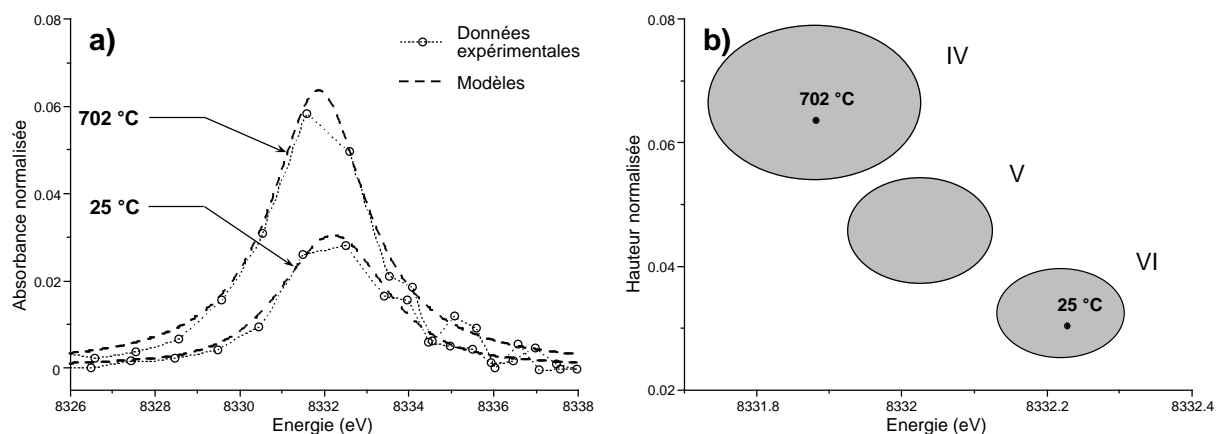 a)
Données
expérimentales
Modèles
702 °C
25 °C
Absorbance normalisée
0.08
0.06
0.04
0.02
0
8326
8328
8330
8332
8334
8336
8338
Energie (eV)
b)
IV
702 °C
V
VI
25 °C
Hauteur normalisée
0.08
0.06
0.04
0.02
8331.8
8332
8332.2
8332.4
Energie (eV)